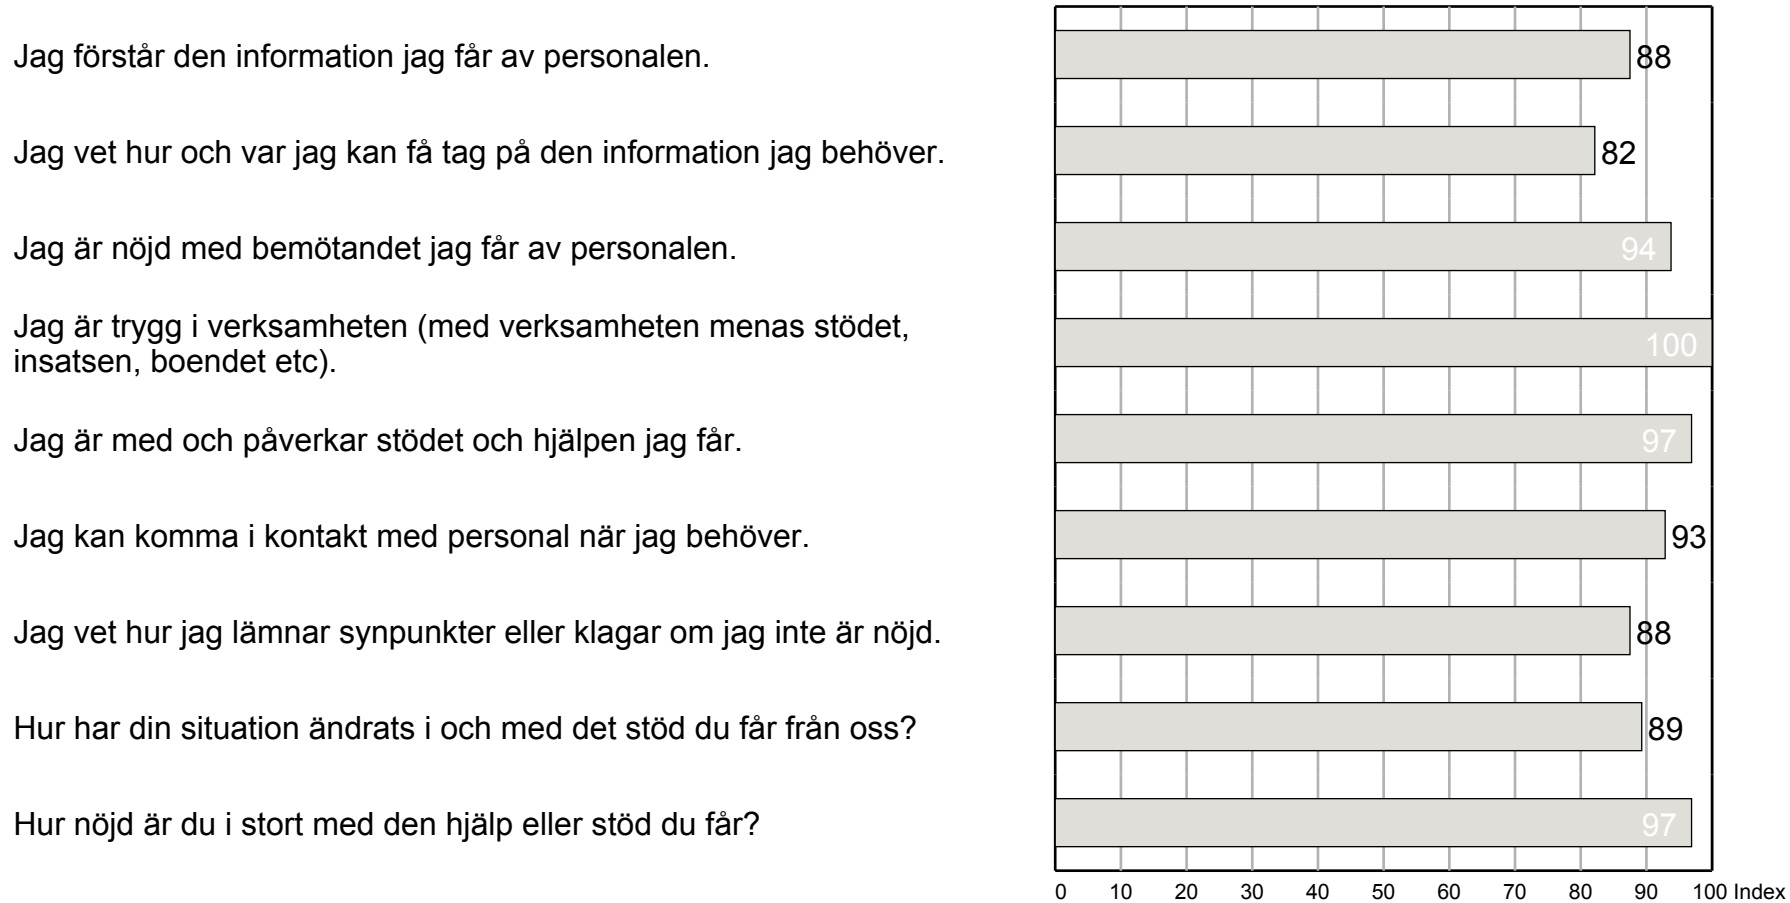 Jag förstår den information jag får av personalen.
88
Jag vet hur och var jag kan få tag på den information jag behöver.
82
Jag är nöjd med bemötandet jag får av personalen.
94
Jag är trygg i verksamheten (med verksamheten menas stödet,
insatsen, boendet etc).
100
Jag är med och påverkar stödet och hjälpen jag får.
97
Jag kan komma i kontakt med personal när jag behöver.
93
Jag vet hur jag lämnar synpunkter eller klagar om jag inte är nöjd.
88
Hur har din situation ändrats i och med det stöd du får från oss?
89
Hur nöjd är du i stort med den hjälp eller stöd du får?
97
0 10 20 30 40 50 60 70 80 90 100 Index